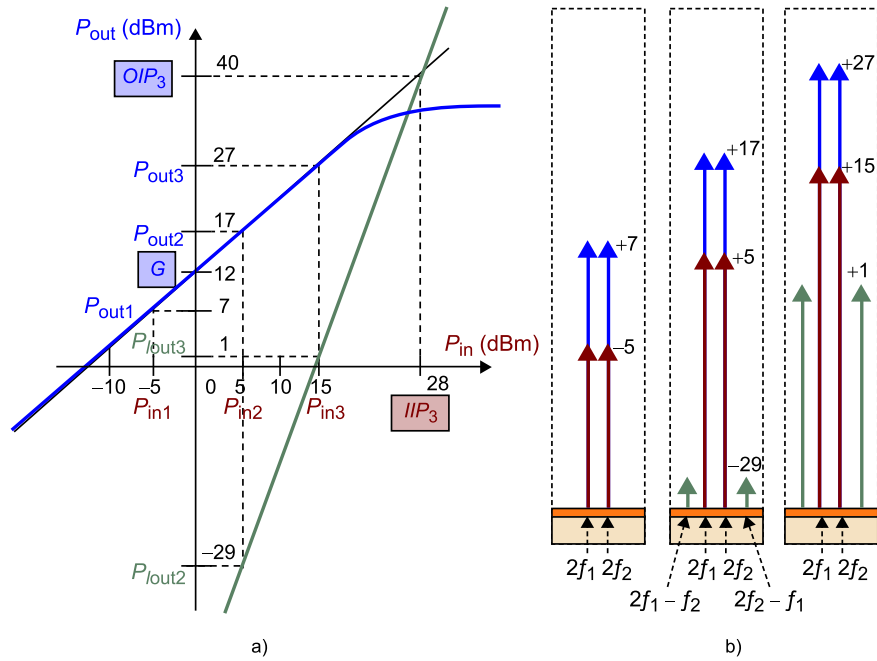 P_out (dBm)
40
OIP_3
27
P_out3
17
P_out2
G
12
P_out1
7
P_Iout3
1
P_in (dBm)
−10 −5 0 5 10 15 28
P_in1 P_in2 P_in3
IIP_3
−29
P_Iout2
a)
+7
−5
2f_1 2f_2
+17
+5
−29
2f_1 2f_2
2f_1 − f_2 2f_2 − f_1
+27
+15
+1
2f_1 2f_2
b)